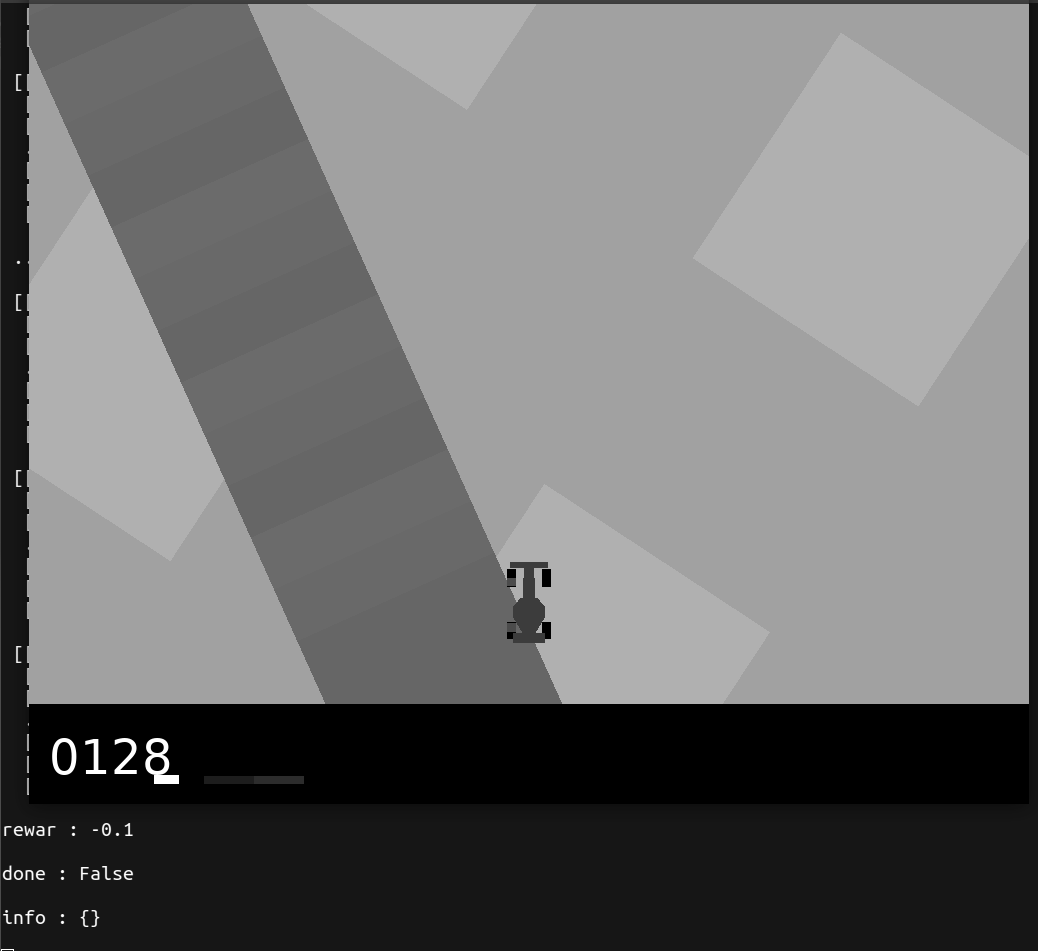 [
..
[
[
[
0128
rewar : -0.1
done : False
info : {}